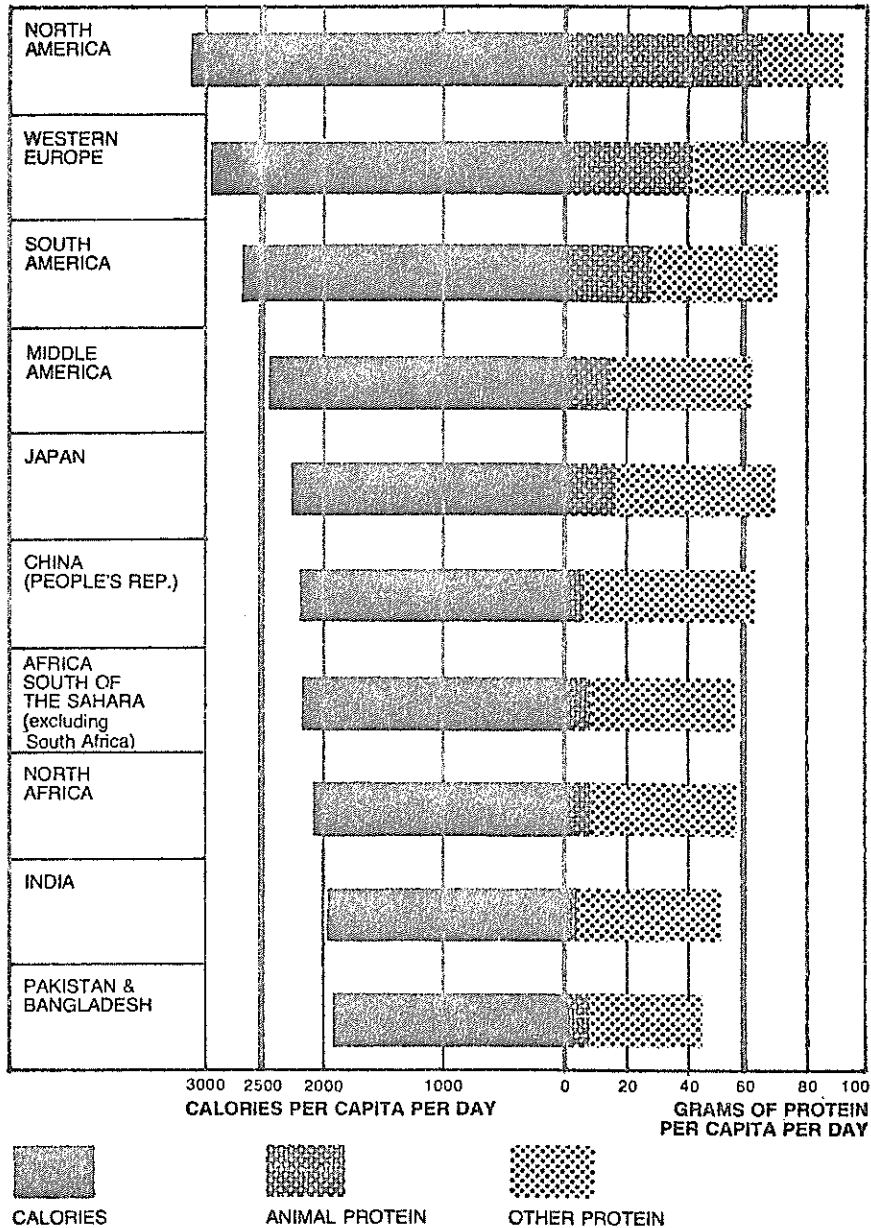 NORTH
AMERICA
WESTERN
EUROPE
SOUTH
AMERICA
MIDDLE
AMERICA
JAPAN
CHINA
(PEOPLE'S REP.)
AFRICA
SOUTH OF
THE SAHARA
(excluding
South Africa)
NORTH
AFRICA
INDIA
PAKISTAN &
BANGLADESH
3000 2500 2000 1000 0 20 40 60 80 100
CALORIES PER CAPITA PER DAY
GRAMS OF PROTEIN
PER CAPITA PER DAY
CALORIES
ANIMAL PROTEIN
OTHER PROTEIN